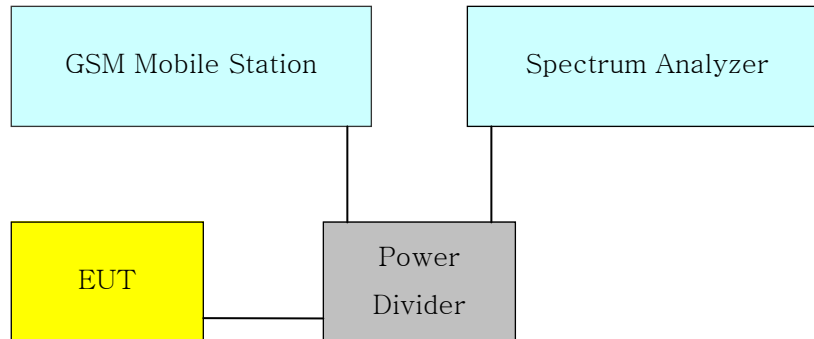 GSM Mobile Station
Spectrum Analyzer
EUT
Power
Divider